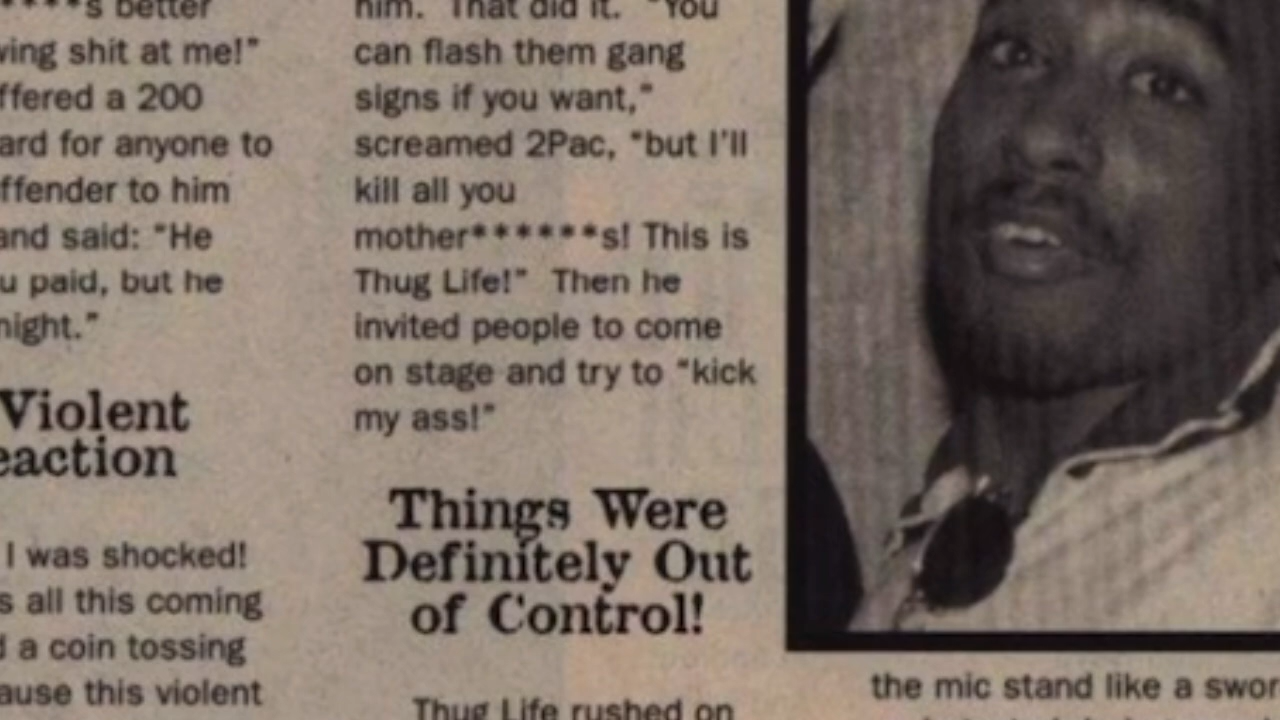 ****s better
wing shit at me!"
ffered a 200
ard for anyone to
ffender to him
and said: "He
u paid, but he
night."
Violent
eaction
I was shocked!
s all this coming
d a coin tossing
ause this violent
him. That did it. "You
can flash them gang
signs if you want,"
screamed 2Pac, "but I'll
kill all you
mother******s! This is
Thug Life!" Then he
invited people to come
on stage and try to "kick
my ass!"
Things Were
Definitely Out
of Control!
Thug Life rushed on
the mic stand like a swor